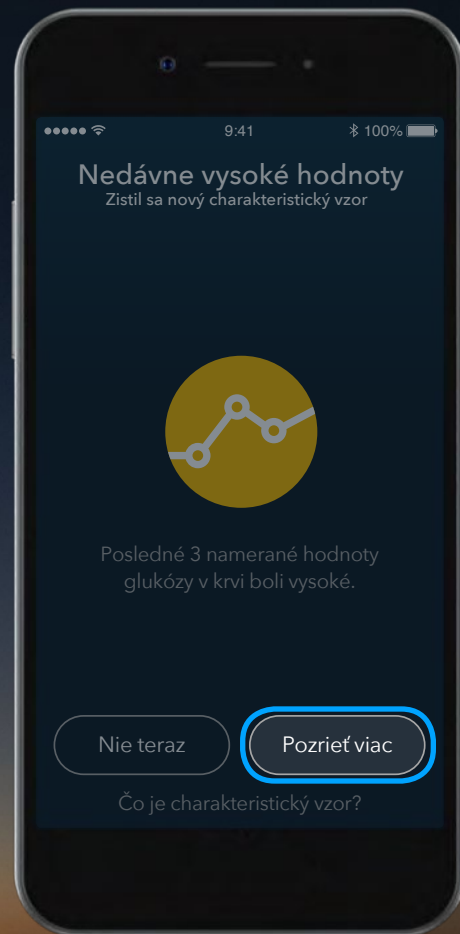 9:41
100%
Nedávne vysoké hodnoty
Zistil sa nový charakteristický vzor
Posledné 3 namerané hodnoty
glukózy v krvi boli vysoké.
Nie teraz
Pozrieť viac
Čo je charakteristický vzor?